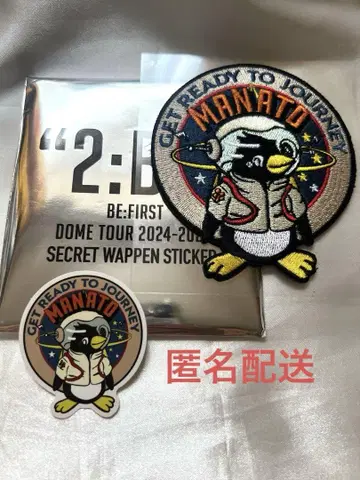 GET READY TO JOURNEY
MANATO
"2:B
BE:FIRST
DOME TOUR 2024-20
SECRET WAPPEN STICKER
GET READY TO JOURNEY
MANATO
匿名配送